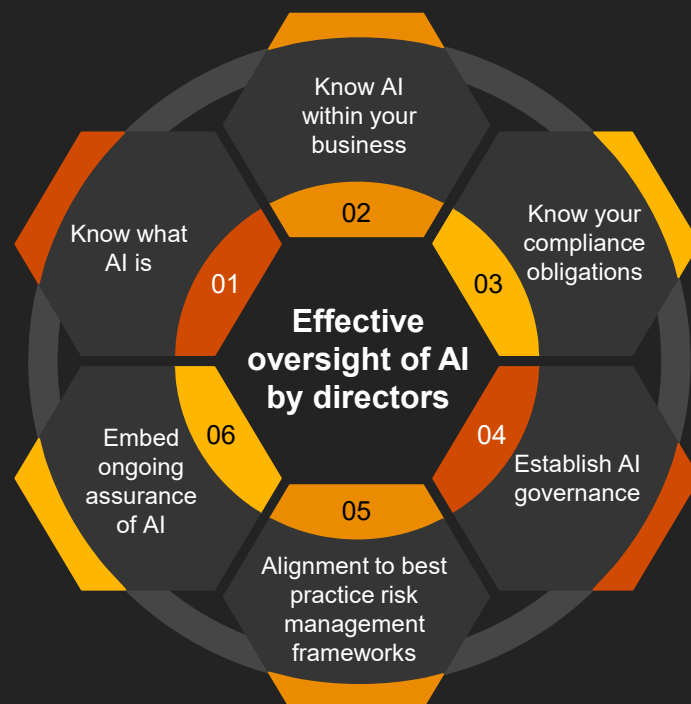 Effective
oversight of AI
by directors
01
Know what
AI is
02
Know AI
within your
business
03
Know your
compliance
obligations
04
Establish AI
governance
05
Alignment to best
practice risk
management
frameworks
06
Embed
ongoing
assurance
of AI